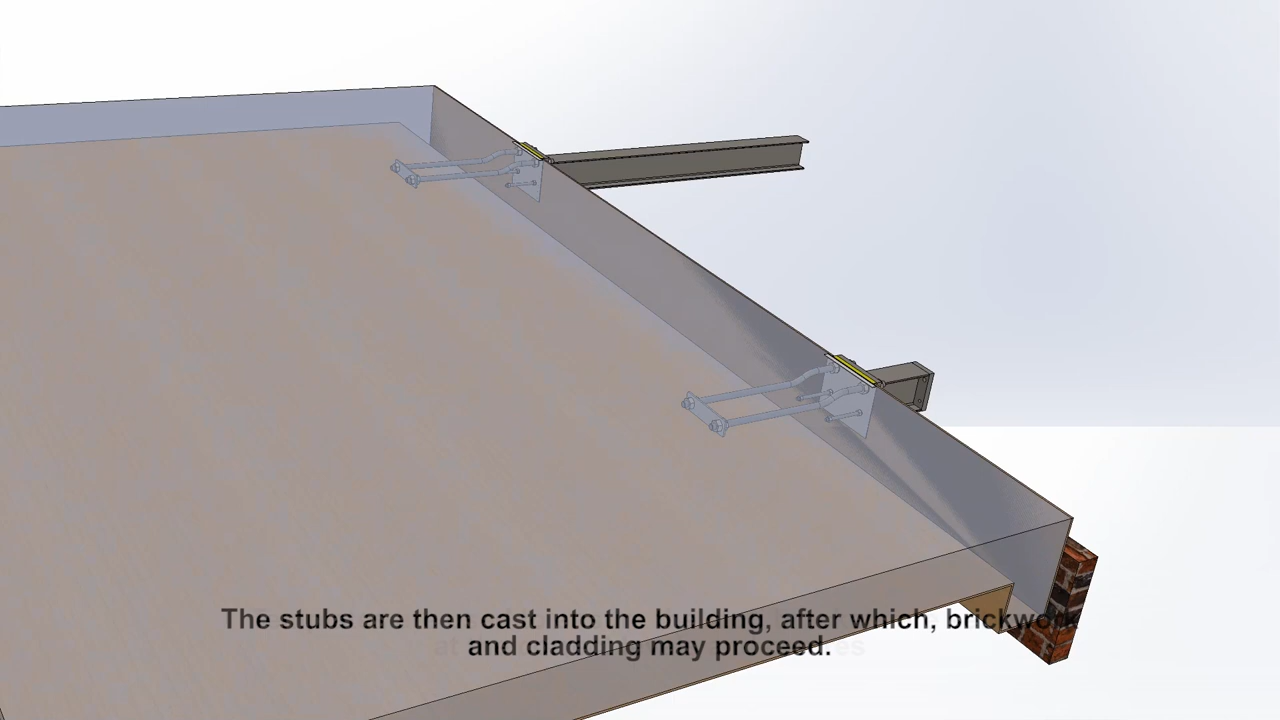 The stubs are then cast into the building, after which, brickwork
and cladding may proceed.